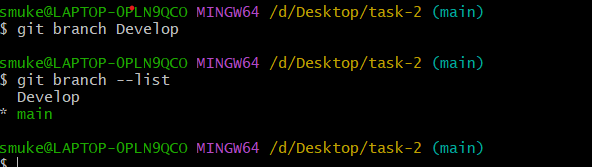 smuke@LAPTOP-0PLN9QCO MINGW64 /d/Desktop/task-2 (main)
$ git branch Develop
smuke@LAPTOP-0PLN9QCO MINGW64 /d/Desktop/task-2 (main)
$ git branch --list
  Develop
* main
smuke@LAPTOP-0PLN9QCO MINGW64 /d/Desktop/task-2 (main)
$